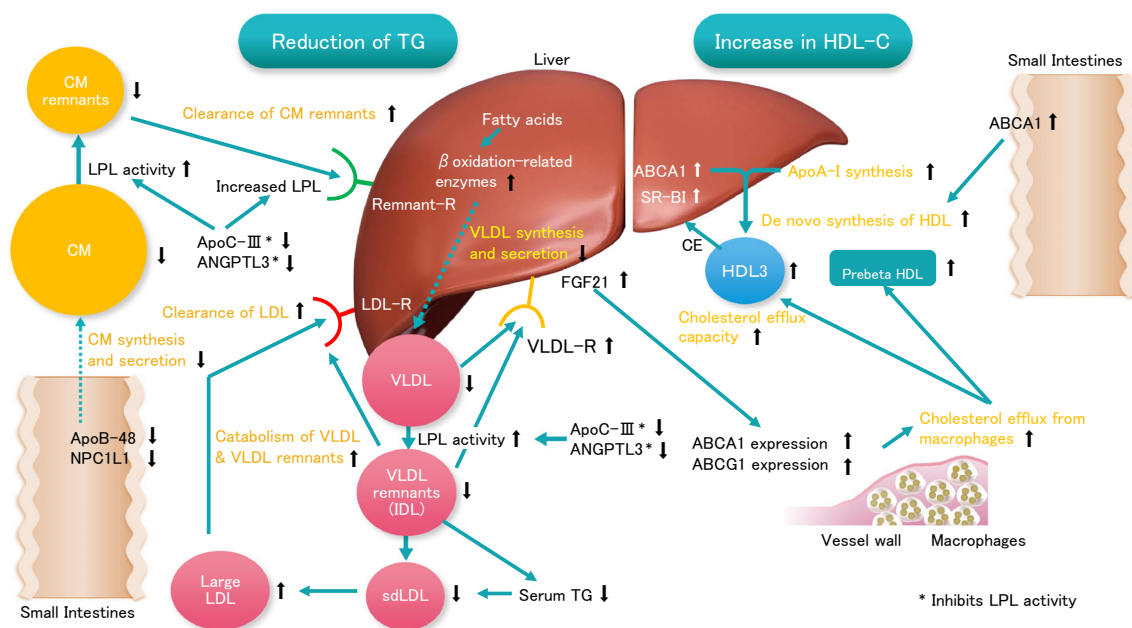 Reduction of TG
Increase in HDL-C
Liver
Small Intestines
CM
remnants ↓
Clearance of CM remnants ↑
Fatty acids
β oxidation-related
enzymes ↑
LPL activity ↑
Increased LPL
Remnant-R
ABCA1 ↑
SR-BI ↑
ApoA-I synthesis ↑
ABCA1 ↑
De novo synthesis of HDL ↑
CE
HDL3 ↑
Prebeta HDL ↑
CM ↓
ApoC-Ⅲ* ↓
ANGPTL3* ↓
VLDL synthesis
and secretion ↓
FGF21 ↑
LDL-R
Clearance of LDL ↑
Cholesterol efflux
capacity ↑
CM synthesis
and secretion ↓
VLDL-R ↑
VLDL ↓
ApoB-48 ↓
NPC1L1 ↓
Catabolism of VLDL
& VLDL remnants ↑
LPL activity ↑
ApoC-Ⅲ* ↓
ANGPTL3* ↓
ABCA1 expression ↑
ABCG1 expression ↑
Cholesterol efflux from
macrophages ↑
VLDL
remnants
(IDL) ↓
Vessel wall
Macrophages
Large
LDL ↑
sdLDL ↓
Serum TG ↓
Small Intestines
* Inhibits LPL activity